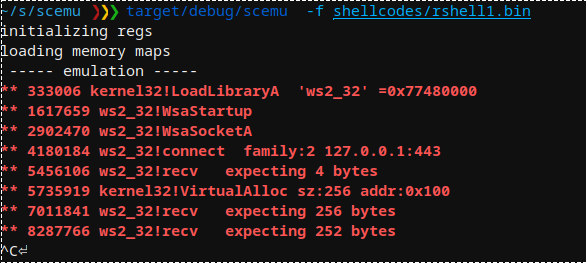 ~/s/scemu ❯❯❯ target/debug/scemu -f shellcodes/rshell1.bin
initializing regs
loading memory maps
 ----- emulation -----
** 333006 kernel32!LoadLibraryA  'ws2_32' =0x77480000
** 1617659 ws2_32!WsaStartup
** 2902470 ws2_32!WsaSocketA
** 4180184 ws2_32!connect  family:2 127.0.0.1:443
** 5456106 ws2_32!recv   expecting 4 bytes
** 5735919 kernel32!VirtualAlloc sz:256 addr:0x100
** 7011841 ws2_32!recv   expecting 256 bytes
** 8287766 ws2_32!recv   expecting 252 bytes
^C⏎